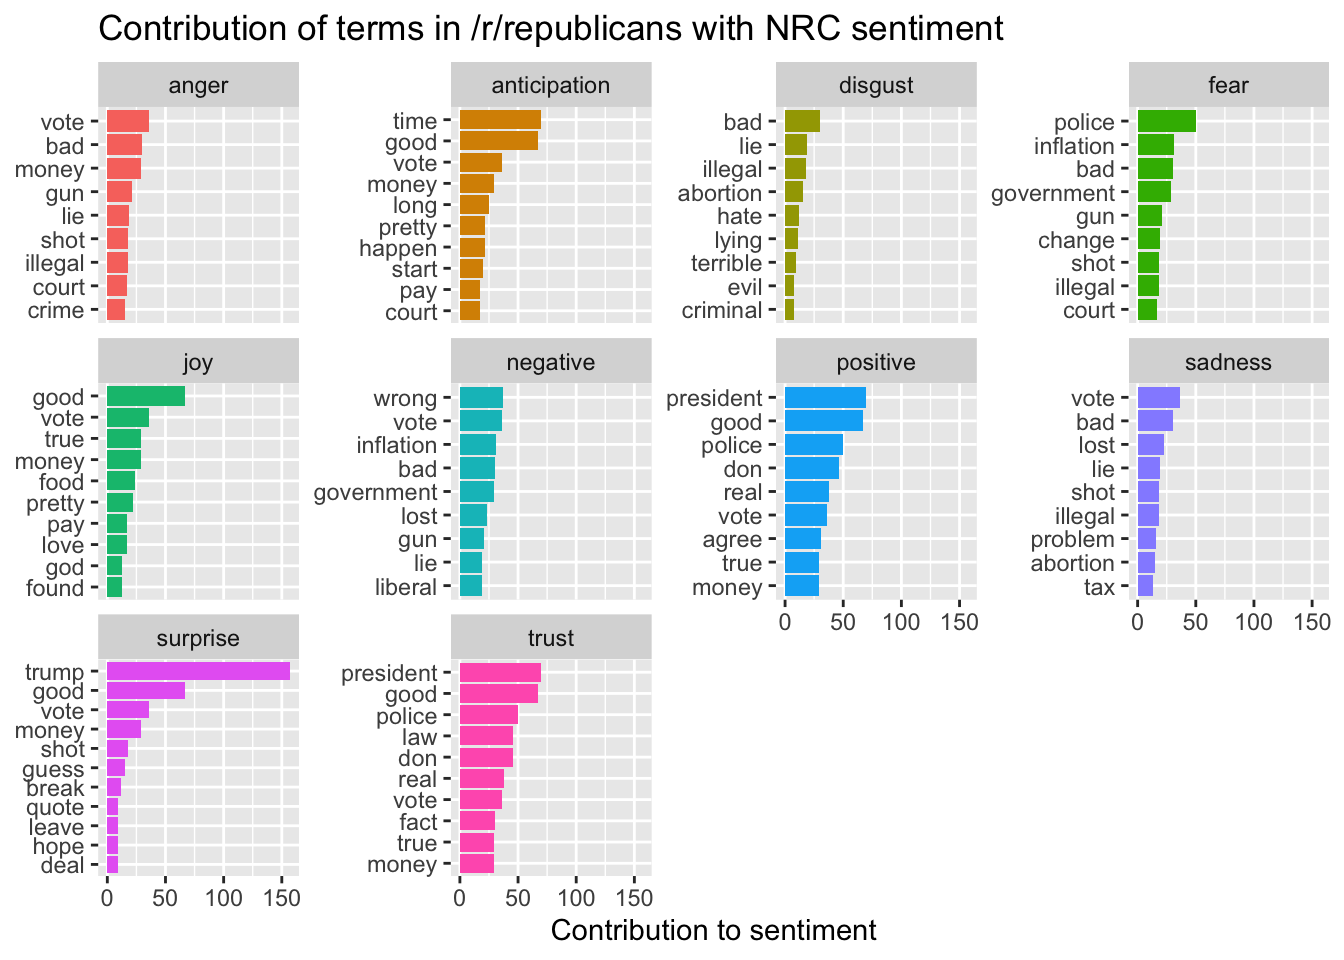 Contribution of terms in /r/republicans with NRC sentiment
anger
vote
bad
money
gun
lie
shot
illegal
court
crime
0 50 100 150
anticipation
time
good
vote
money
long
pretty
happen
start
pay
court
disgust
bad
lie
illegal
abortion
hate
lying
terrible
evil
criminal
fear
police
inflation
bad
government
gun
change
shot
illegal
court
joy
good
vote
true
money
food
pretty
pay
love
god
found
negative
wrong
vote
inflation
bad
government
lost
gun
lie
liberal
positive
president
good
police
don
real
vote
agree
true
money
0 50 100 150
sadness
vote
bad
lost
lie
shot
illegal
problem
abortion
tax
0 50 100 150
surprise
trump
good
vote
money
shot
guess
break
quote
leave
hope
deal
trust
president
good
police
law
don
real
vote
fact
true
money
0 50 100 150
Contribution to sentiment